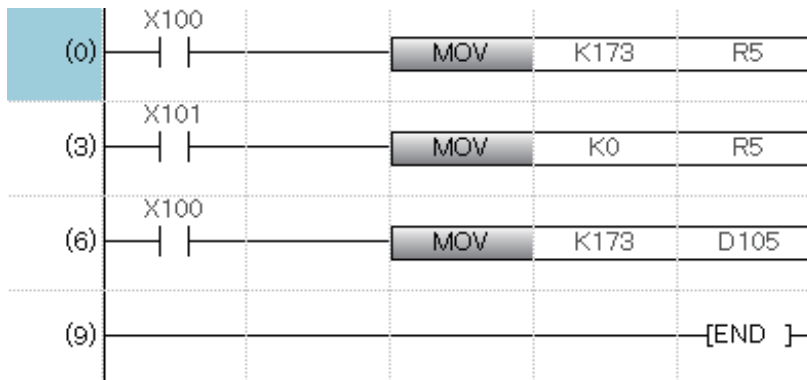 X100
(0) MOV K173 R5
X101
(3) MOV K0 R5
X100
(6) MOV K173 D105
(9) [END ]